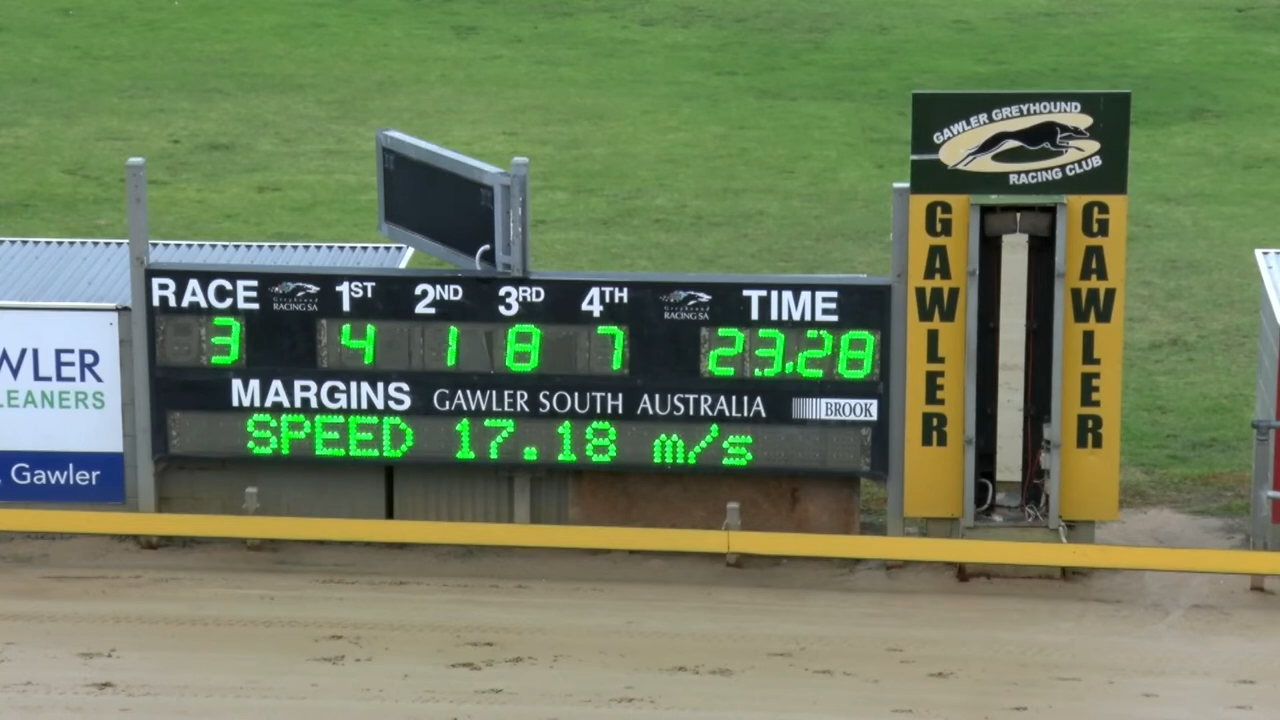 GAWLER GREYHOUND
RACING CLUB
GAWLER
GAWLER
RACE
Greyhound
RACING SA
1ST 2ND 3RD 4TH
Greyhound
RACING SA
TIME
3 4 1 8 7 23.28
MARGINS GAWLER SOUTH AUSTRALIA BROOK
SPEED 17.18 m/s
WLER
LEANERS
, Gawler